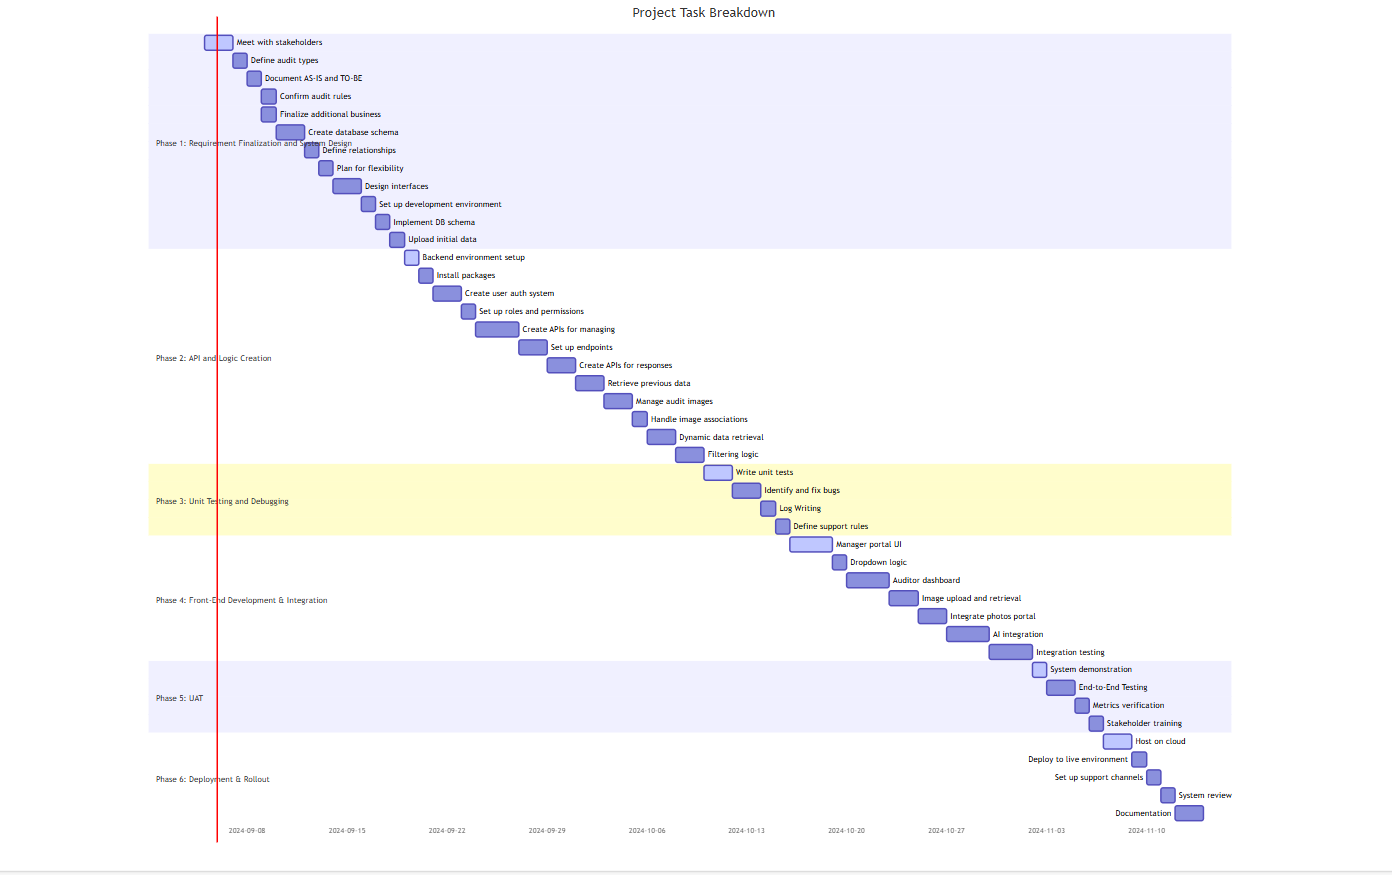 Project Task Breakdown
Meet with stakeholders
Define audit types
Document AS-IS and TO-BE
Confirm audit rules
Finalize additional business
Create database schema
Phase 1: Requirement Finalization and System Design
Define relationships
Plan for flexibility
Design interfaces
Set up development environment
Implement DB schema
Upload initial data
Backend environment setup
Install packages
Create user auth system
Set up roles and permissions
Create APIs for managing
Set up endpoints
Phase 2: API and Logic Creation
Create APIs for responses
Retrieve previous data
Manage audit images
Handle image associations
Dynamic data retrieval
Filtering logic
Write unit tests
Identify and fix bugs
Phase 3: Unit Testing and Debugging
Log Writing
Define support rules
Manager portal UI
Dropdown logic
Auditor dashboard
Image upload and retrieval
Phase 4: Front-End Development & Integration
Integrate photos portal
AI integration
Integration testing
System demonstration
End-to-End Testing
Phase 5: UAT
Metrics verification
Stakeholder training
Host on cloud
Deploy to live environment
Set up support channels
Phase 6: Deployment & Rollout
System review
Documentation
2024-09-08 2024-09-15 2024-09-22 2024-09-29 2024-10-06 2024-10-13 2024-10-20 2024-10-27 2024-11-03 2024-11-10